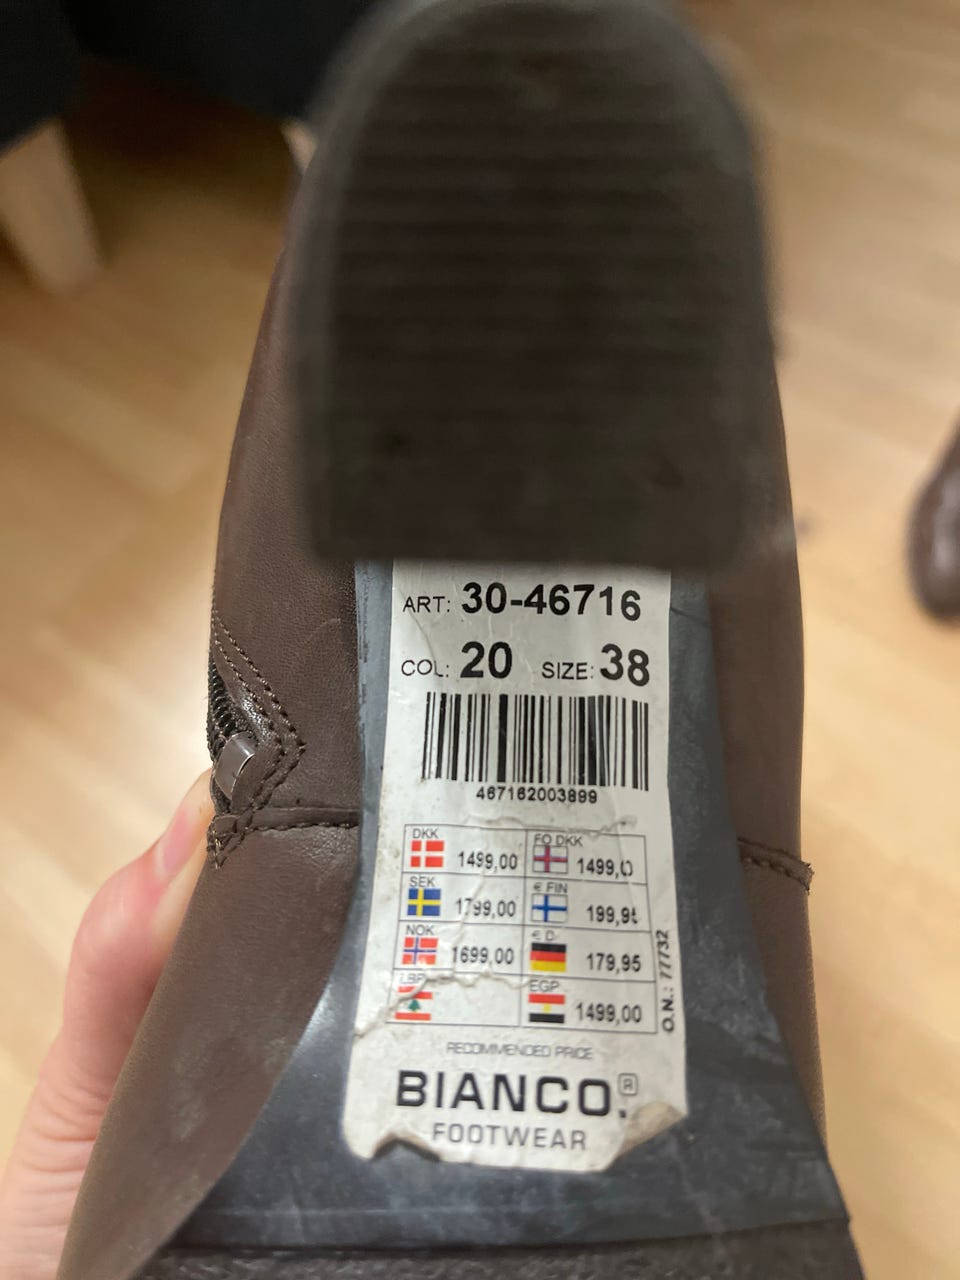 ART: 30-46716
COL: 20 SIZE: 38
467162003899
DKK 1499,00 FO DKK 1499,0
SEK 1799,00 € FIN 199,95
NOK 1699,00 € D 179,95
LBP EGP 1499,00
O.N.: 77732
RECOMMENDED PRICE
BIANCO.®
FOOTWEAR